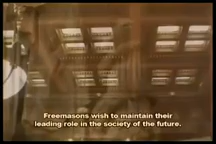 Freemasons wish to maintain their
leading role in the society of the future.